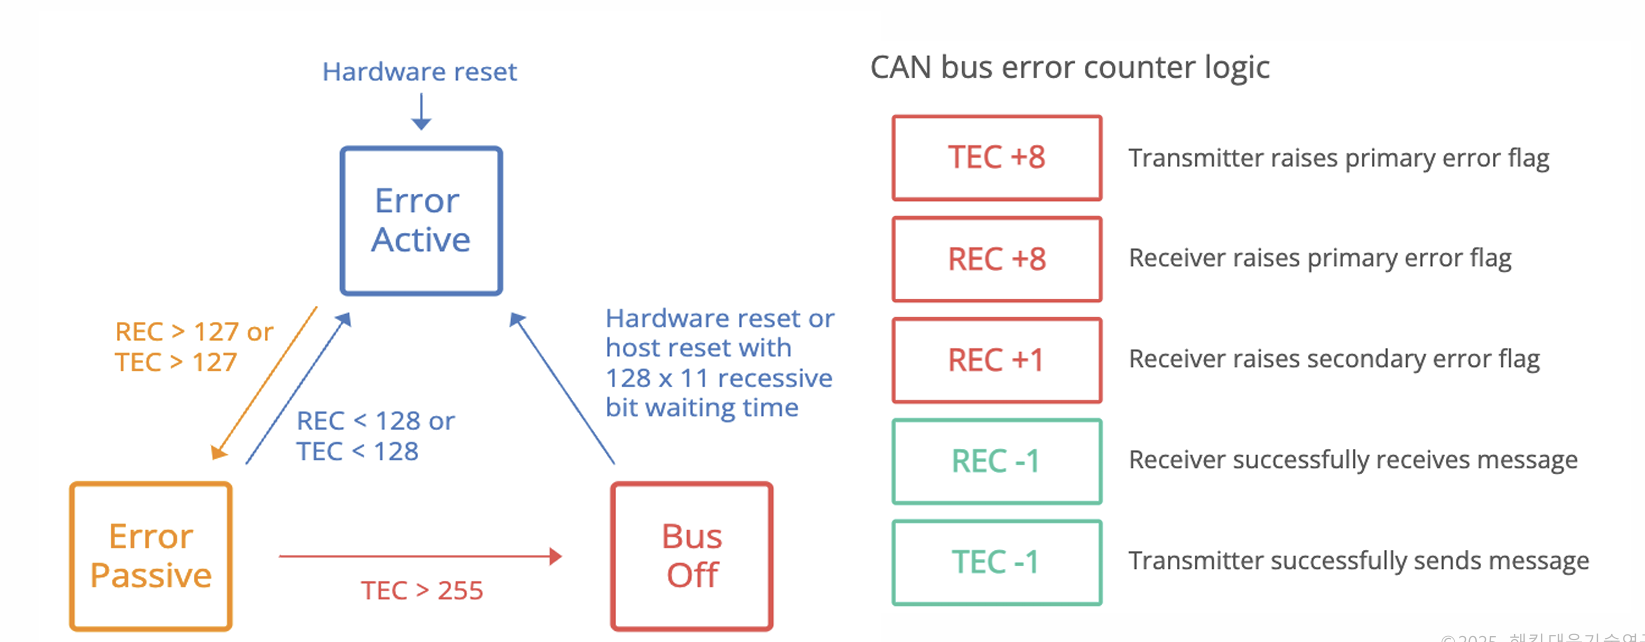 Hardware reset
Error
Active
REC > 127 or
TEC > 127
REC < 128 or
TEC < 128
Hardware reset or
host reset with
128 x 11 recessive
bit waiting time
Error
Passive
TEC > 255
Bus
Off
CAN bus error counter logic
TEC +8
Transmitter raises primary error flag
REC +8
Receiver raises primary error flag
REC +1
Receiver raises secondary error flag
REC -1
Receiver successfully receives message
TEC -1
Transmitter successfully sends message
©2025.